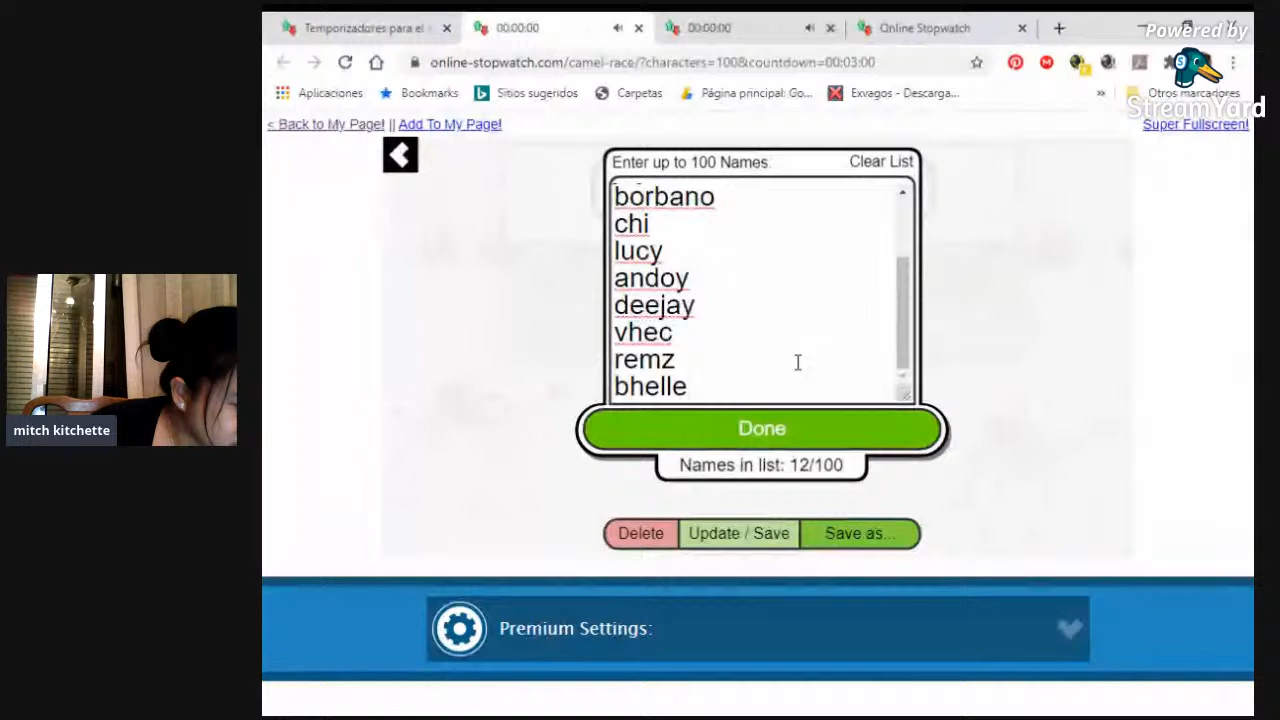 Temporizadores para el
00:00:00
00:00:00
Online Stopwatch
Powered by
online-stopwatch.com/camel-race/?characters=100&countdown=00:03:00
StreamYard
Aplicaciones
Bookmarks
Sitios sugeridos
Carpetas
Página principal: Go...
Exvagos - Descarga...
»
Otros marcadores
< Back to My Page! || Add To My Page!
Super Fullscreen!
Enter up to 100 Names:
Clear List
borbano
chi
lucy
andoy
deejay
vhec
remz
bhelle
Done
Names in list: 12/100
Delete
Update / Save
Save as...
mitch kitchette
Premium Settings: